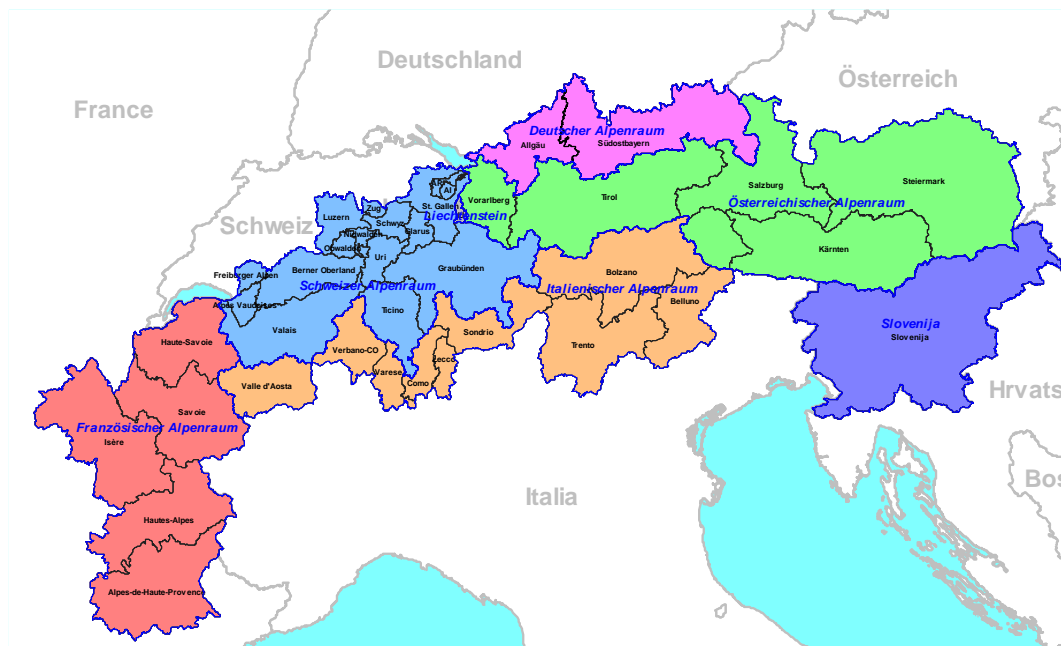 Deutschland
Österreich
France
Deutscher Alpenraum
Allgäu
Südostbayern
Steiermark
Salzburg
AR
AI
Vorarlberg
Tirol
Österreichischer Alpenraum
St. Gallen
Zug
Luzern
Liechtenstein
Schweiz
Schwyz
Nidwalden
Glarus
Obwalden
Uri
Kärnten
Freiberger Alpen
Berner Oberland
Graubünden
Bolzano
Schweizer Alpenraum
Italienischer Alpenraum
Belluno
Alpes Vaudoises
Ticino
Slovenija
Slovenija
Valais
Sondrio
Haute-Savoie
Verbano-CO
Trento
Lecco
Varese
Como
Valle d'Aosta
Hrvats
Savoie
Französischer Alpenraum
Isère
Bos
Italia
Hautes-Alpes
Alpes-de-Haute-Provence